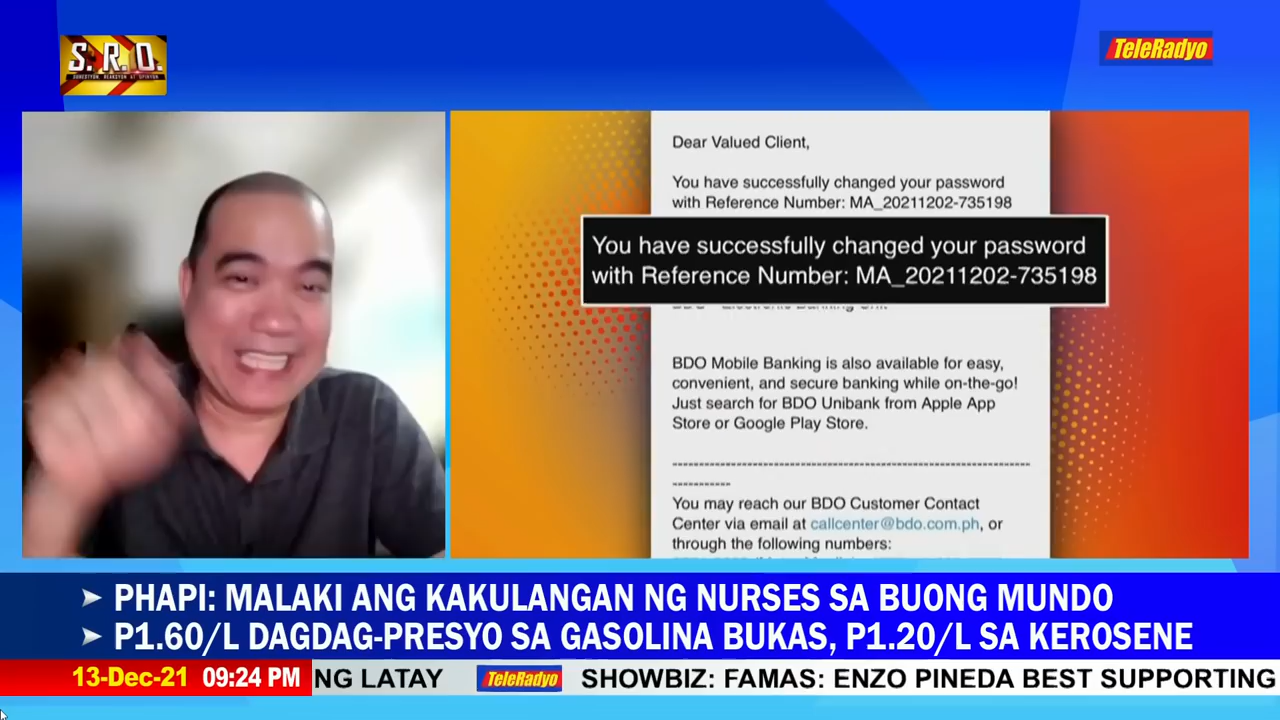 S.R.O.
SUHESTYON, REAKSYON AT OPINYON
TeleRadyo
Dear Valued Client,
You have successfully changed your password
with Reference Number: MA_20211202-735198
You have successfully changed your password
with Reference Number: MA_20211202-735198
BDO Mobile Banking is also available for easy,
convenient, and secure banking while on-the-go!
Just search for BDO Unibank from Apple App
Store or Google Play Store.
You may reach our BDO Customer Contact
Center via email at callcenter@bdo.com.ph, or
through the following numbers:
PHAPI: MALAKI ANG KAKULANGAN NG NURSES SA BUONG MUNDO
P1.60/L DAGDAG-PRESYO SA GASOLINA BUKAS, P1.20/L SA KEROSENE
13-Dec-21 09:24 PM NG LATAY TeleRadyo SHOWBIZ: FAMAS: ENZO PINEDA BEST SUPPORTING